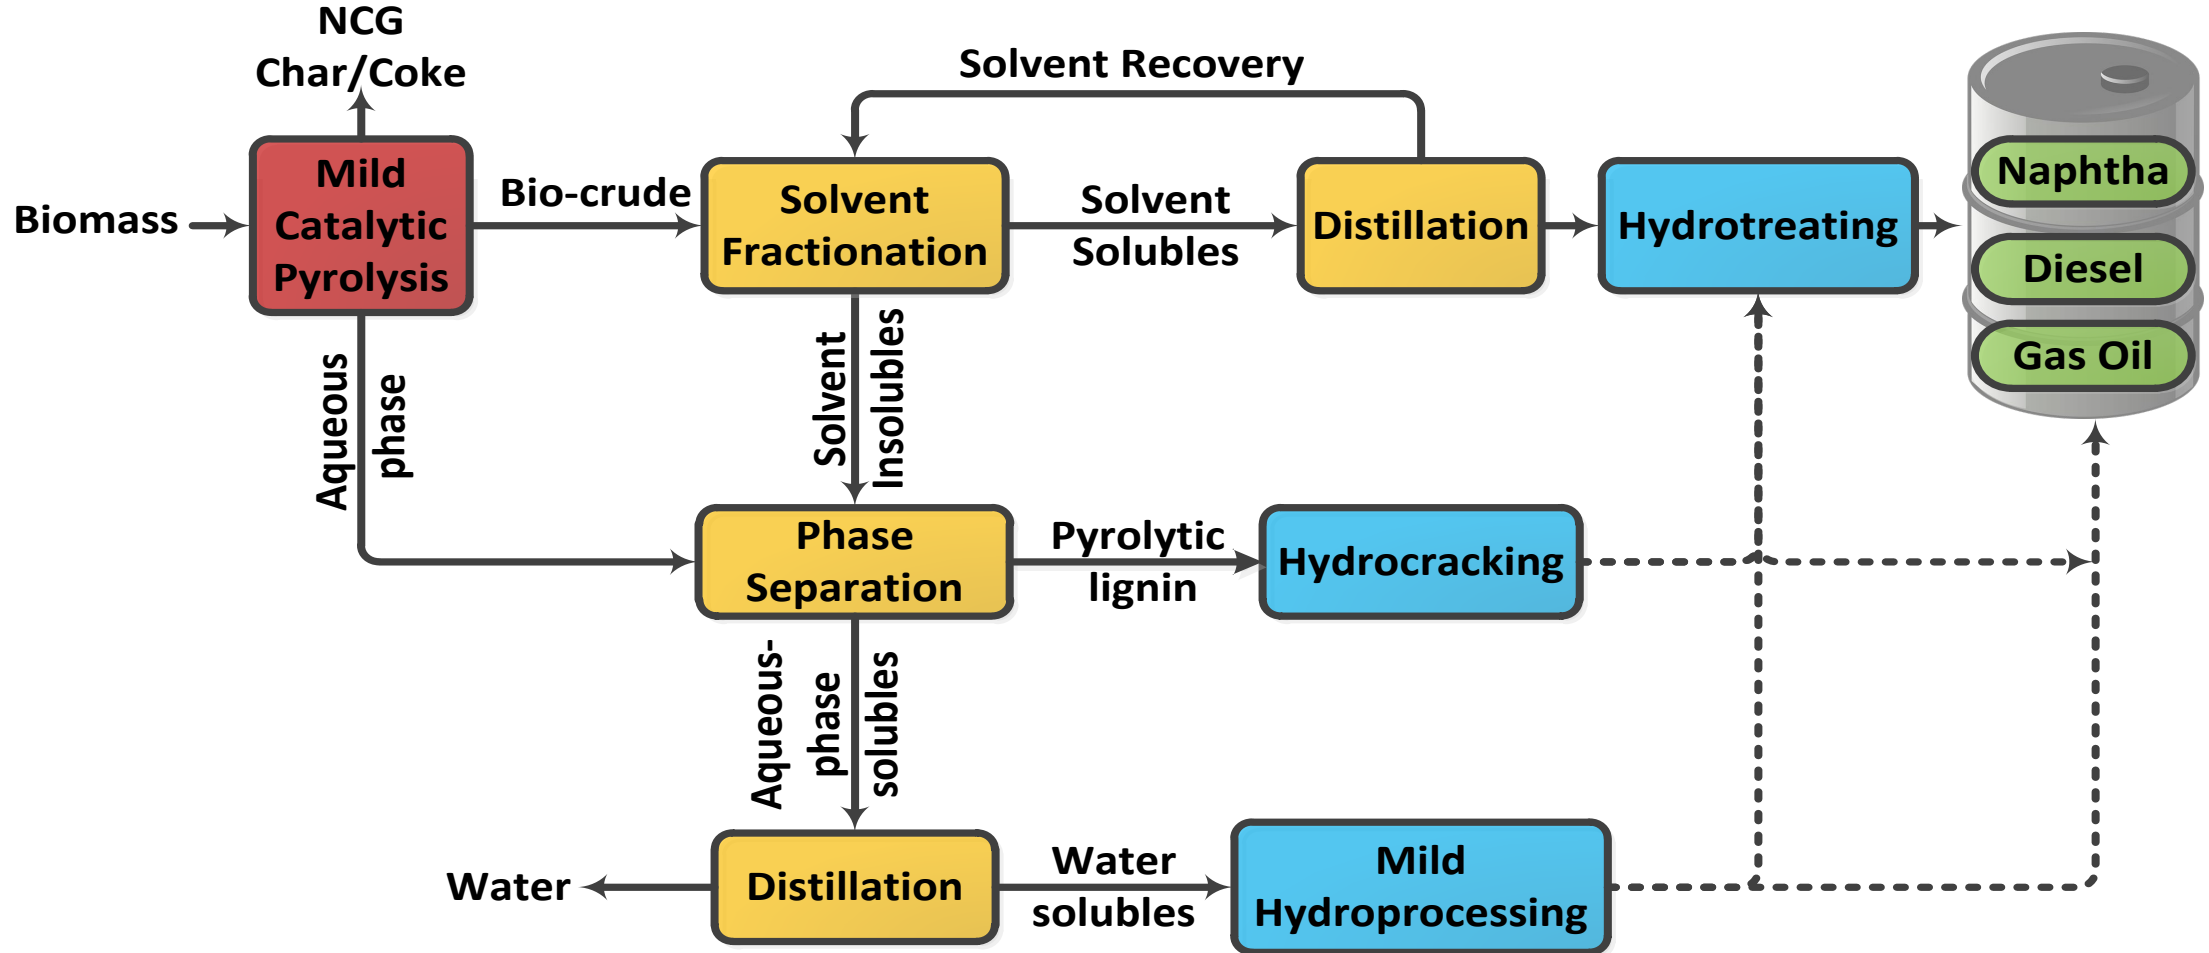 NCG
Char/Coke
Solvent Recovery
Biomass
Mild
Catalytic
Pyrolysis
Bio-crude
Solvent
Fractionation
Solvent
Solubles
Distillation
Hydrotreating
Naphtha
Diesel
Gas Oil
Aqueous
phase
Solvent
Insolubles
Phase
Separation
Pyrolytic
lignin
Hydrocracking
Aqueous-
phase
solubles
Water
Distillation
Water
solubles
Mild
Hydroprocessing